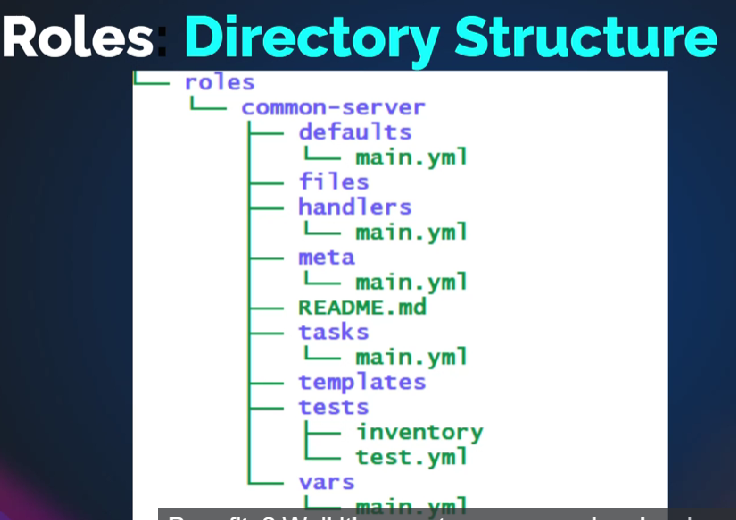 Roles: Directory Structure
roles
common-server
defaults
main.yml
files
handlers
main.yml
meta
main.yml
README.md
tasks
main.yml
templates
tests
inventory
test.yml
vars
main.yml